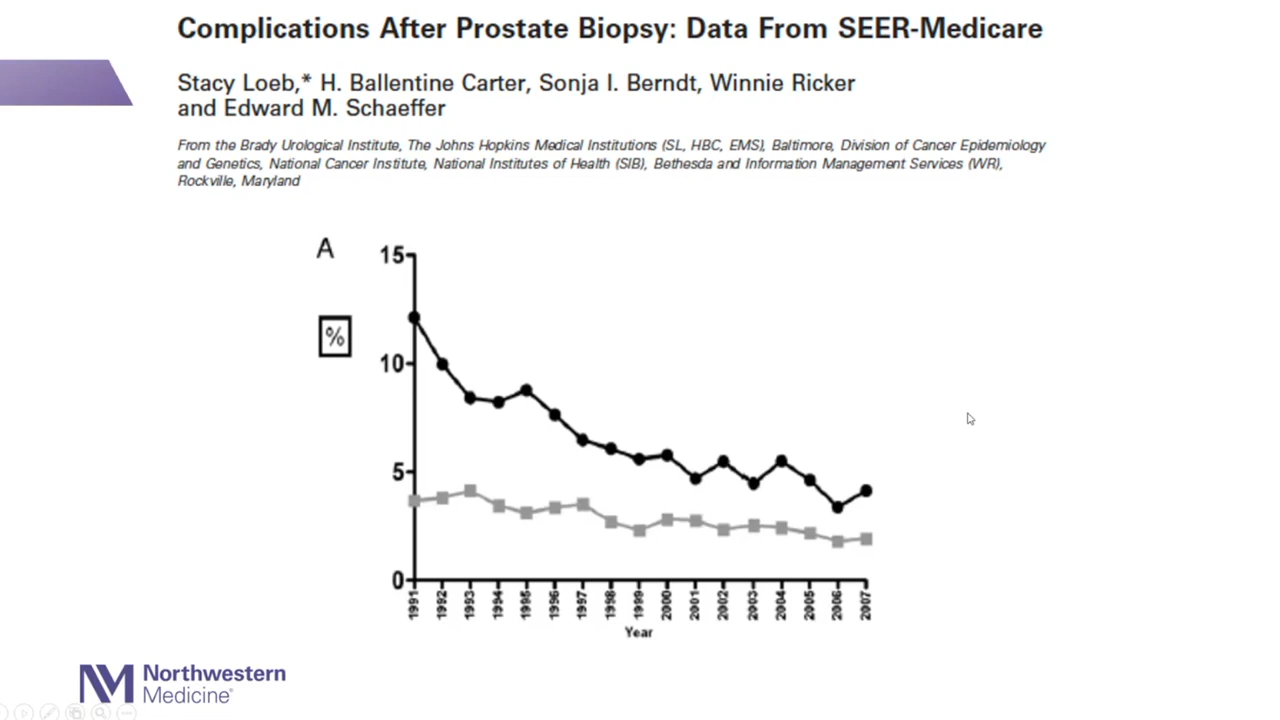 Complications After Prostate Biopsy: Data From SEER-Medicare
Stacy Loeb,* H. Ballentine Carter, Sonja I. Berndt, Winnie Ricker
and Edward M. Schaeffer
From the Brady Urological Institute, The Johns Hopkins Medical Institutions (SL, HBC, EMS), Baltimore, Division of Cancer Epidemiology
and Genetics, National Cancer Institute, National Institutes of Health (SIB), Bethesda and Information Management Services (WR),
Rockville, Maryland
A
%
15
10
5
0
1991 1992 1993 1994 1995 1996 1997 1998 1999 2000 2001 2002 2003 2004 2005 2006 2007
Year
NM
Northwestern
Medicine®